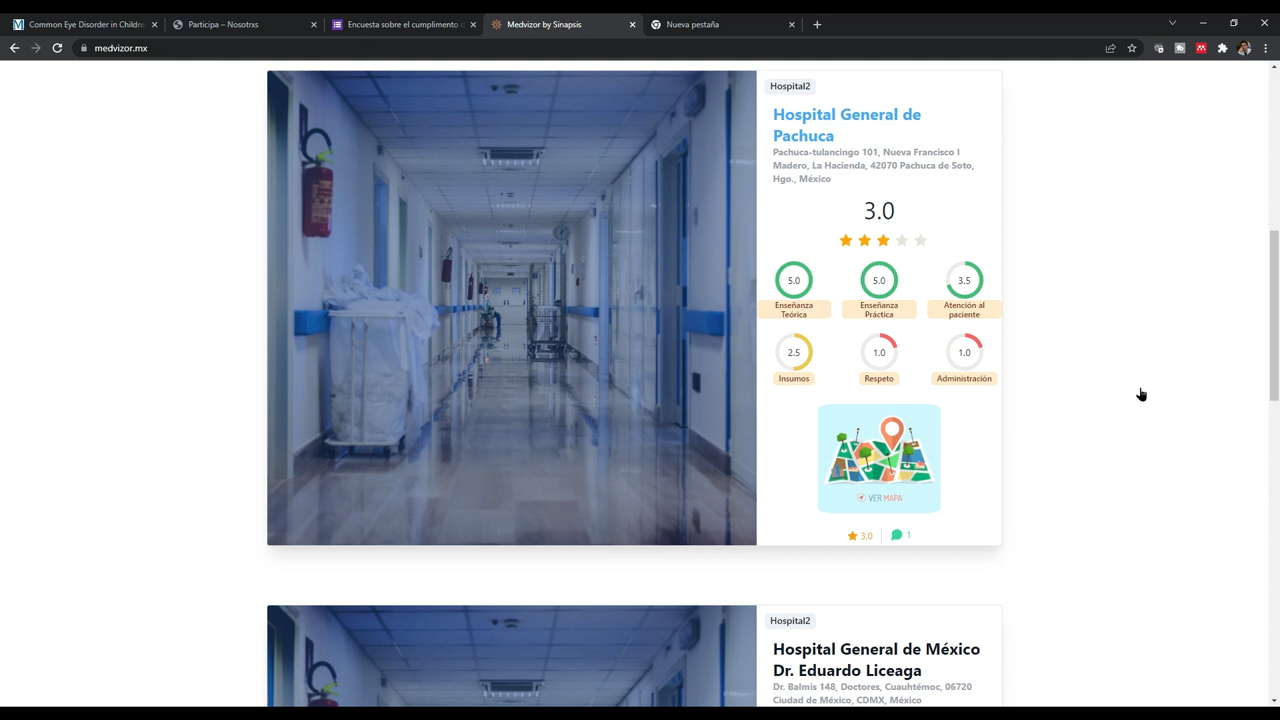 Common Eye Disorder in Childre
Participa – Nosotrxs
Encuesta sobre el cumplimento c
Medvizor by Sinapsis
Nueva pestaña
medvizor.mx
Hospital2
Hospital General de
Pachuca
Pachuca-tulancingo 101, Nueva Francisco I
Madero, La Hacienda, 42070 Pachuca de Soto,
Hgo., México
3.0
5.0
5.0
3.5
Enseñanza
Teórica
Enseñanza
Práctica
Atención al
paciente
2.5
1.0
1.0
Insumos
Respeto
Administración
VER MAPA
3.0
1
Hospital2
Hospital General de México
Dr. Eduardo Liceaga
Dr. Balmis 148, Doctores, Cuauhtémoc, 06720
Ciudad de México, CDMX, México